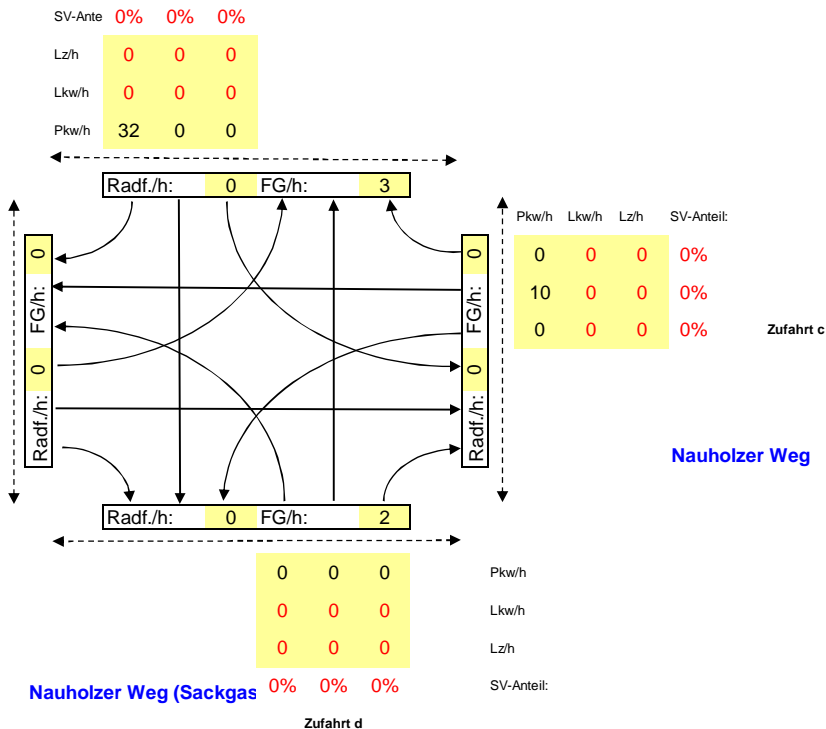 SV-Ante 0% 0% 0%
Lz/h 0 0 0
Lkw/h 0 0 0
Pkw/h 32 0 0
Radf./h: 0 FG/h: 3
Radf./h: 0 FG/h: 0
Radf./h: 0 FG/h: 0
Pkw/h Lkw/h Lz/h SV-Anteil:
0 0 0 0%
10 0 0 0%
0 0 0 0%
Zufahrt c
Nauholzer Weg
Radf./h: 0 FG/h: 2
0 0 0 Pkw/h
0 0 0 Lkw/h
0 0 0 Lz/h
Nauholzer Weg (Sackgas 0% 0% 0% SV-Anteil:
Zufahrt d